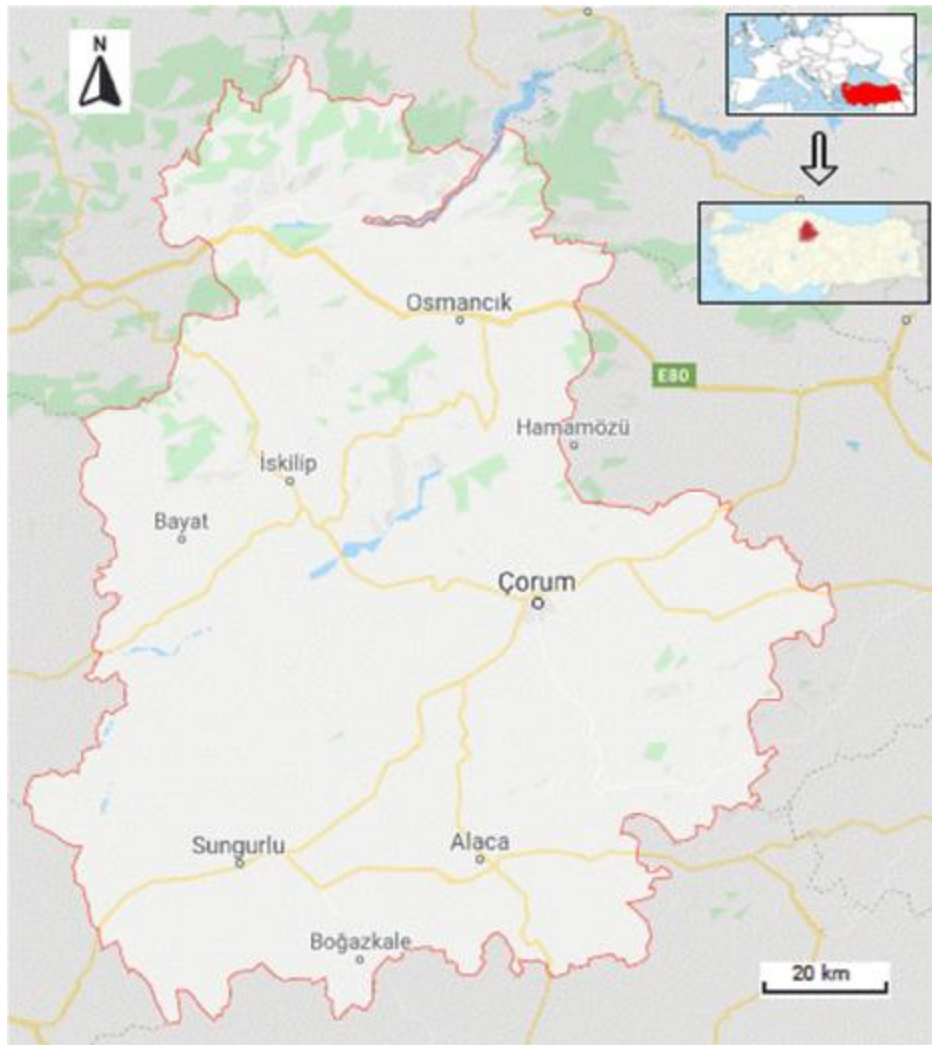 N
Osmancık
E80
Hamamözü
İskilip
Bayat
Çorum
Sungurlu
Alaca
Boğazkale
20 km